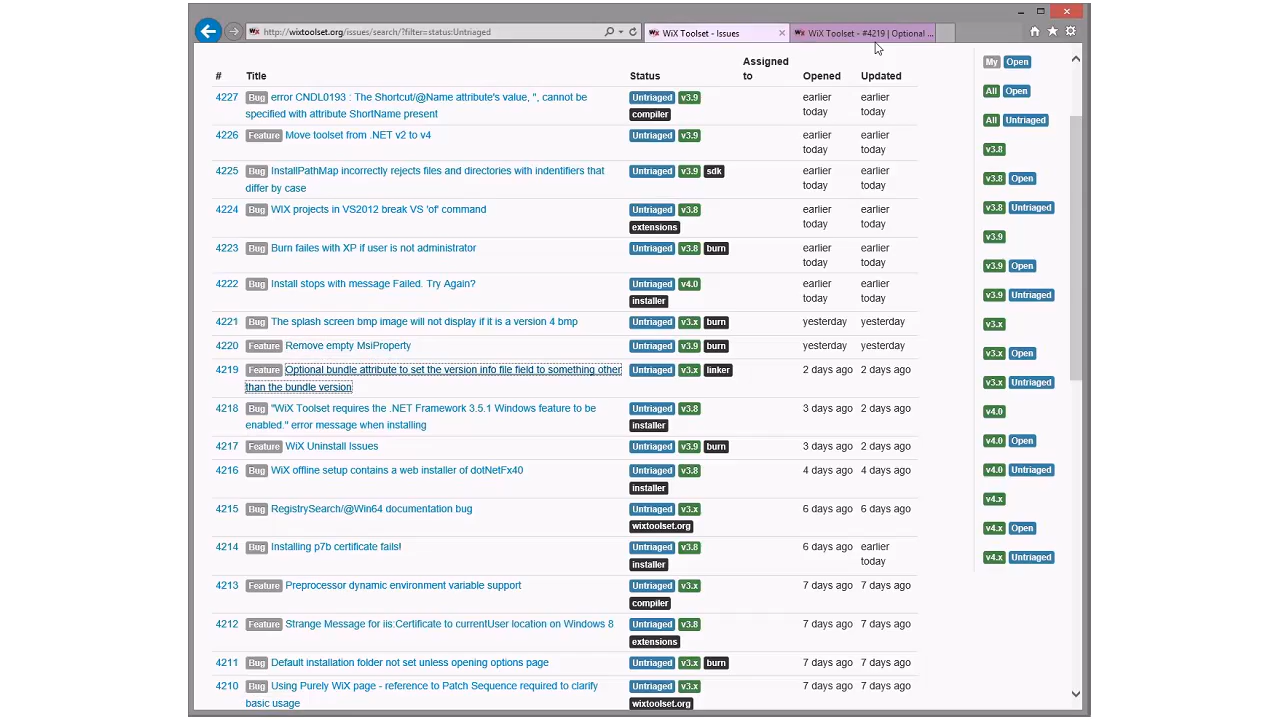 http://wixtoolset.org/issues/search/?filter=status:Untriaged
WiX Toolset - Issues
WiX Toolset - #4219 | Optional ...
# Title Status Assigned to Opened Updated
4227 Bug error CNDL0193 : The Shortcut/@Name attribute's value, '', cannot be Untriaged v3.9 earlier earlier
specified with attribute ShortName present compiler today today
4226 Feature Move toolset from .NET v2 to v4 Untriaged v3.9 earlier earlier
today today
4225 Bug InstallPathMap incorrectly rejects files and directories with indentifiers that Untriaged v3.9 sdk earlier earlier
differ by case today today
4224 Bug WIX projects in VS2012 break VS 'of' command Untriaged v3.8 earlier earlier
extensions today today
4223 Bug Burn failes with XP if user is not administrator Untriaged v3.8 burn earlier earlier
today today
4222 Bug Install stops with message Failed. Try Again? Untriaged v4.0 earlier earlier
installer today today
4221 Bug The splash screen bmp image will not display if it is a version 4 bmp Untriaged v3.x burn yesterday yesterday
4220 Feature Remove empty MsiProperty Untriaged v3.9 burn yesterday yesterday
4219 Feature Optional bundle attribute to set the version info file field to something other Untriaged v3.x linker 2 days ago 2 days ago
than the bundle version
4218 Bug "WiX Toolset requires the .NET Framework 3.5.1 Windows feature to be Untriaged v3.8 3 days ago 2 days ago
enabled." error message when installing installer
4217 Feature WiX Uninstall Issues Untriaged v3.9 burn 3 days ago 2 days ago
4216 Bug WiX offline setup contains a web installer of dotNetFx40 Untriaged v3.8 4 days ago 4 days ago
installer
4215 Bug RegistrySearch/@Win64 documentation bug Untriaged v3.x 6 days ago 6 days ago
wixtoolset.org
4214 Bug Installing p7b certificate fails! Untriaged v3.8 6 days ago earlier
installer today
4213 Feature Preprocessor dynamic environment variable support Untriaged v3.x 7 days ago 7 days ago
compiler
4212 Feature Strange Message for iis:Certificate to currentUser location on Windows 8 Untriaged v3.8 7 days ago 7 days ago
extensions
4211 Bug Default installation folder not set unless opening options page Untriaged v3.x burn 7 days ago 7 days ago
4210 Bug Using Purely WiX page - reference to Patch Sequence required to clarify Untriaged v3.x 7 days ago 7 days ago
basic usage wixtoolset.org
My Open
All Open
All Untriaged
v3.8
v3.8 Open
v3.8 Untriaged
v3.9
v3.9 Open
v3.9 Untriaged
v3.x
v3.x Open
v3.x Untriaged
v4.0
v4.0 Open
v4.0 Untriaged
v4.x
v4.x Open
v4.x Untriaged